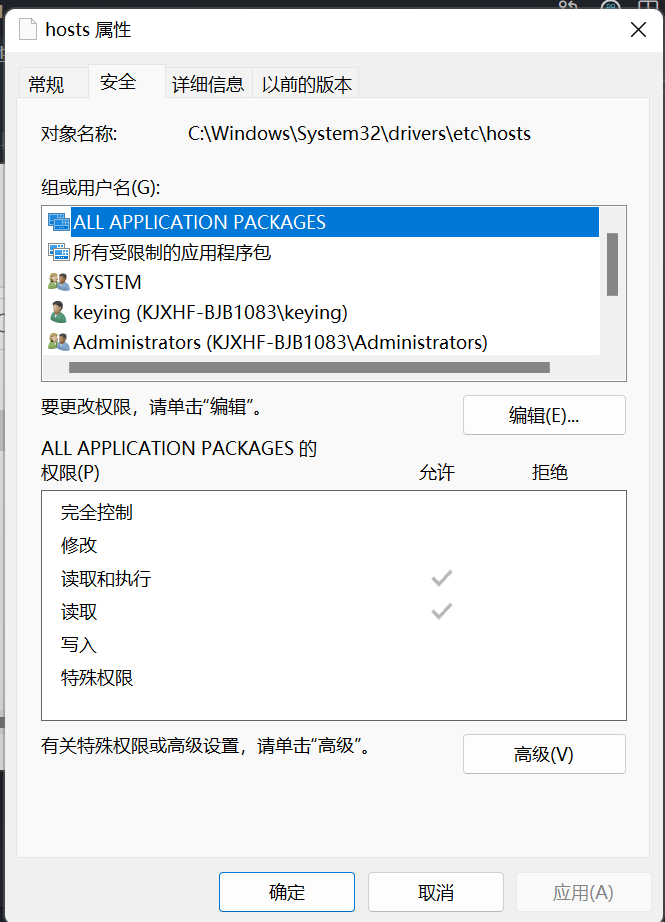 hosts 属性
常规
安全
详细信息
以前的版本
对象名称:
C:\Windows\System32\drivers\etc\hosts
组或用户名(G):
ALL APPLICATION PACKAGES
所有受限制的应用程序包
SYSTEM
keying (KJXHF-BJB1083\keying)
Administrators (KJXHF-BJB1083\Administrators)
要更改权限，请单击“编辑”。
编辑(E)...
ALL APPLICATION PACKAGES 的
权限(P)
允许
拒绝
完全控制
修改
读取和执行
读取
写入
特殊权限
有关特殊权限或高级设置，请单击“高级”。
高级(V)
确定
取消
应用(A)